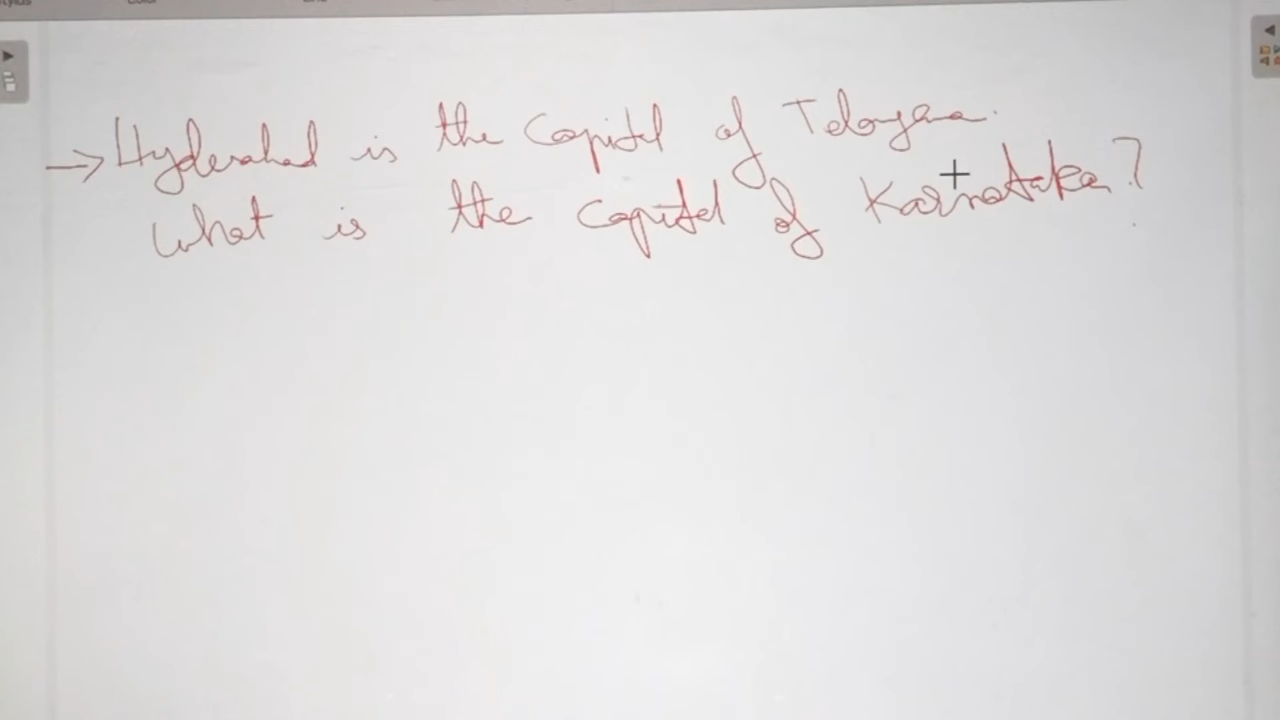 → Hyderabad is the Capital of Telangana.
What is the capital of Karnataka?